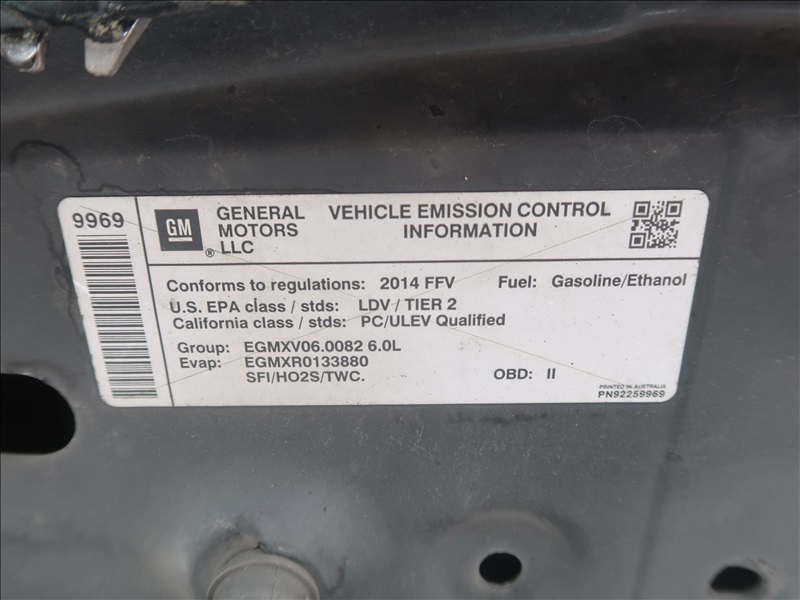 9969
GM
®
GENERAL
MOTORS
LLC
VEHICLE EMISSION CONTROL
INFORMATION
Conforms to regulations: 2014 FFV Fuel: Gasoline/Ethanol
U.S. EPA class / stds: LDV / TIER 2
California class / stds: PC/ULEV Qualified
Group: EGMXV06.0082 6.0L
Evap: EGMXR0133880
SFI/HO2S/TWC. OBD: II
PRINTED IN AUSTRALIA
PN92259969